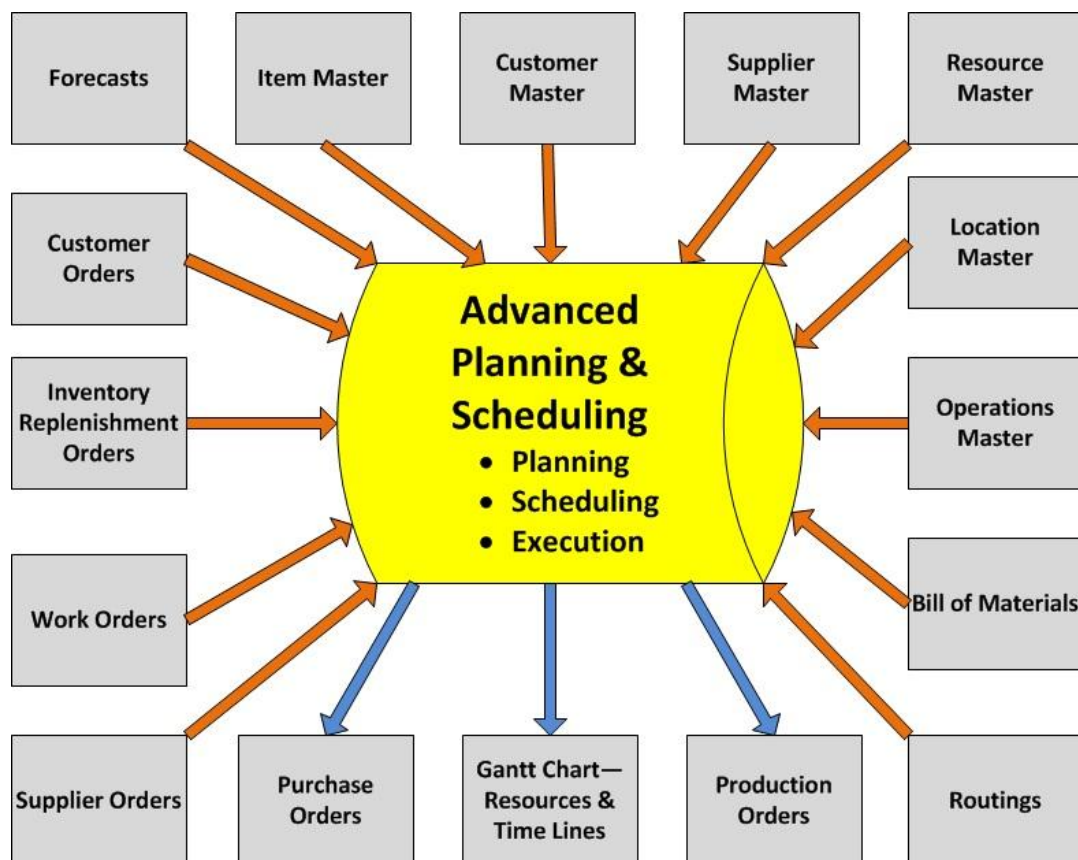 Forecasts
Item Master
Customer
Master
Supplier
Master
Resource
Master
Customer
Orders
Location
Master
Advanced
Planning &
Scheduling
• Planning
• Scheduling
• Execution
Inventory
Replenishment
Orders
Operations
Master
Work Orders
Bill of Materials
Supplier Orders
Purchase
Orders
Gantt Chart—
Resources &
Time Lines
Production
Orders
Routings